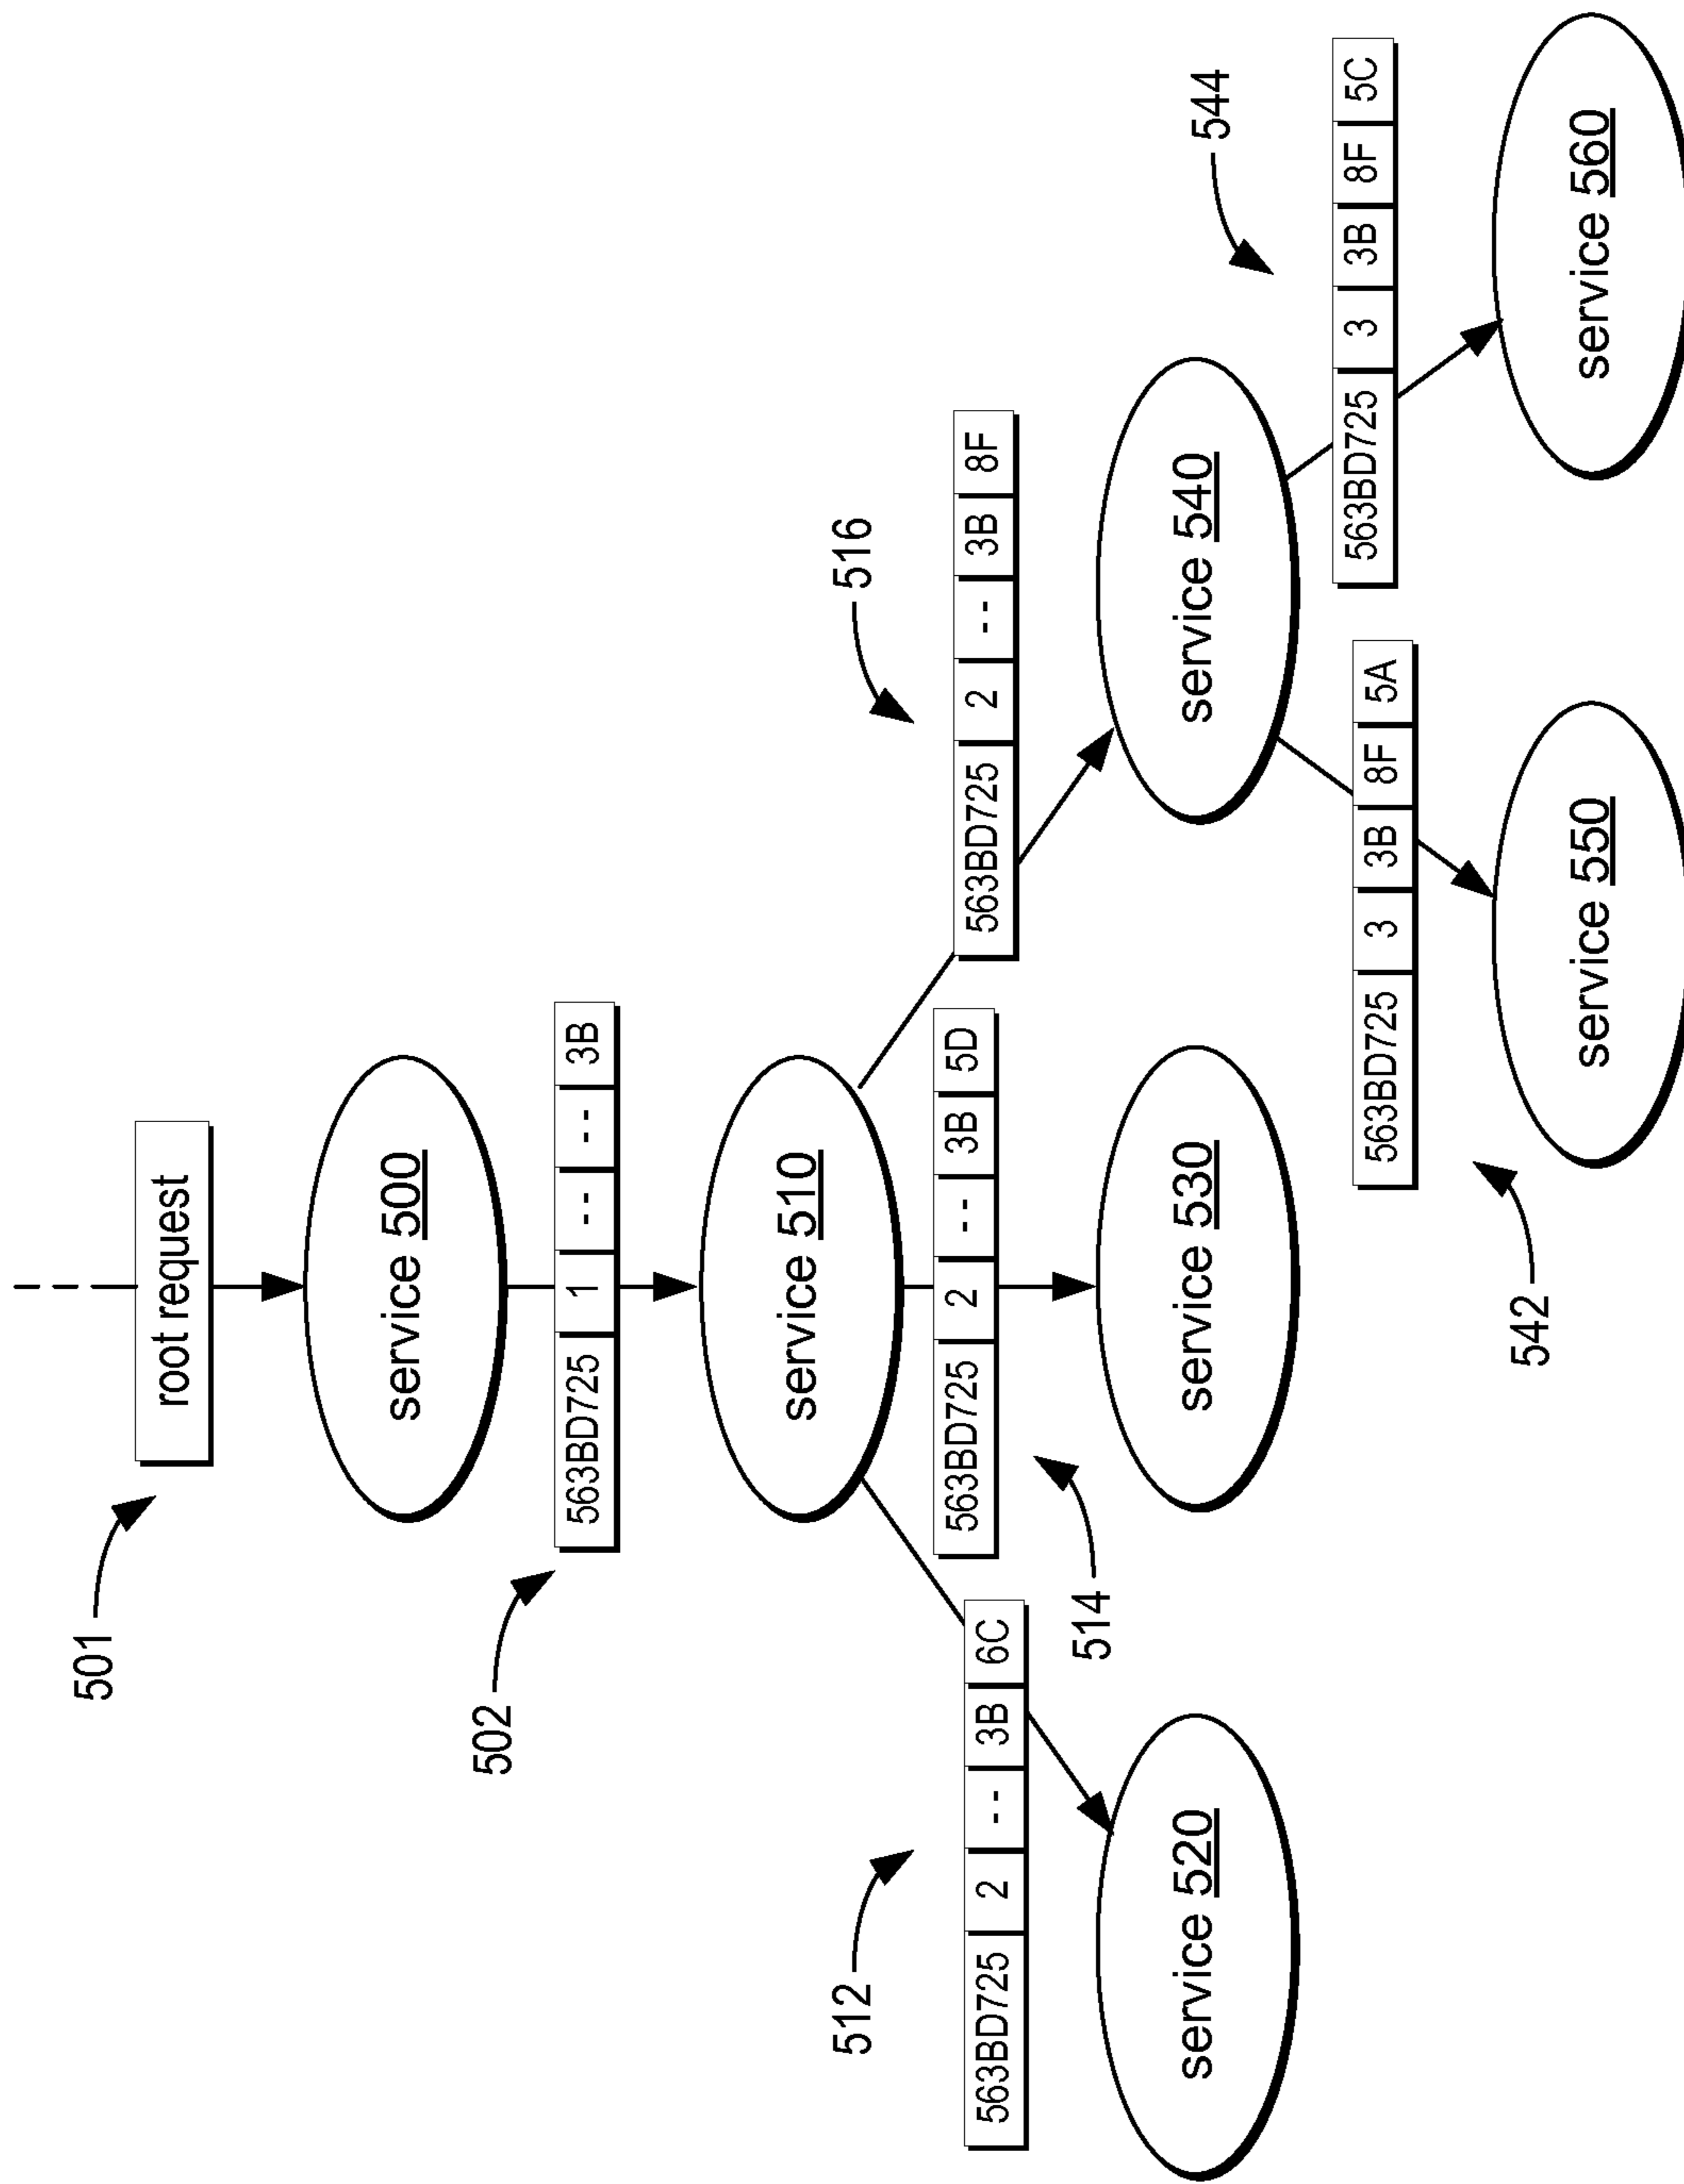 501
root request
service 500
502
563BD725 1 -- -- 3B
service 510
512
516
563BD725 2 -- 3B 6C
563BD725 2 -- 3B 5D
563BD725 2 -- 3B 8F
514
service 520
service 530
service 540
544
563BD725 3 3B 8F 5A
563BD725 3 3B 8F 5C
542
service 550
service 560